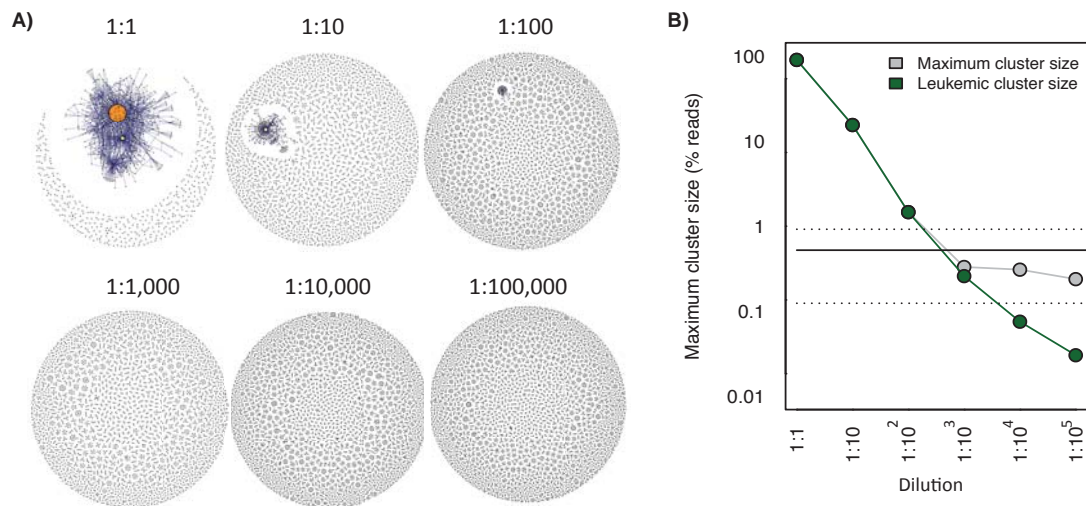 A)
1:1
1:10
1:100
1:1,000
1:10,000
1:100,000
B)
Maximum cluster size (% reads)
100
10
1
0.1
0.01
Maximum cluster size
Leukemic cluster size
1:1
1:10
1:10²
1:10³
1:10⁴
1:10⁵
Dilution